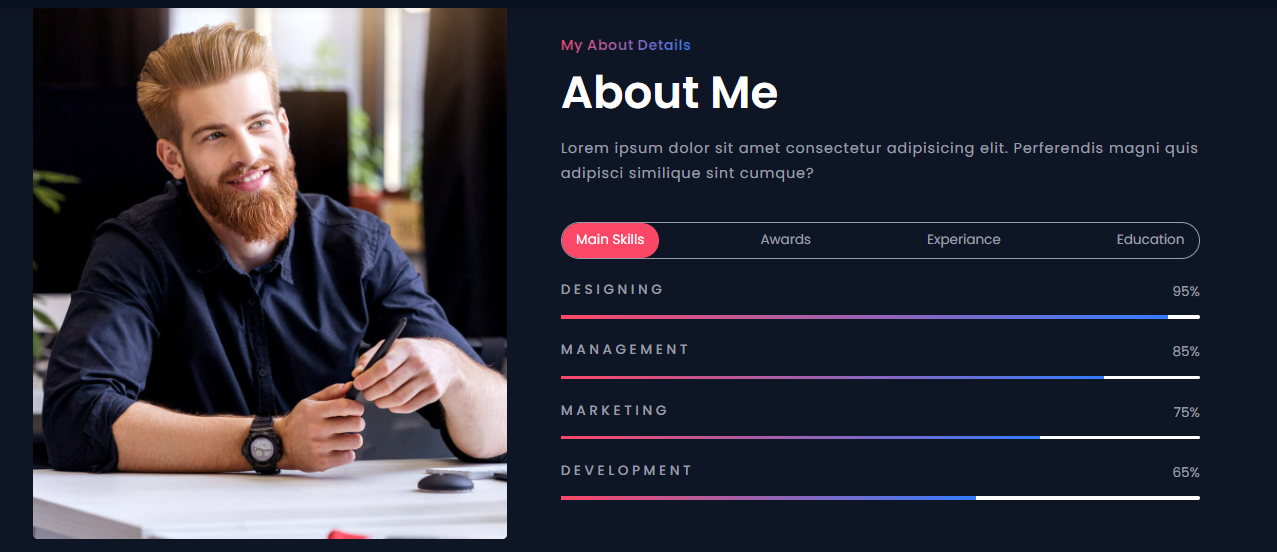 My About Details
About Me
Lorem ipsum dolor sit amet consectetur adipisicing elit. Perferendis magni quis
adipisci similique sint cumque?
Main Skills Awards Experiance Education
DESIGNING 95%
MANAGEMENT 85%
MARKETING 75%
DEVELOPMENT 65%